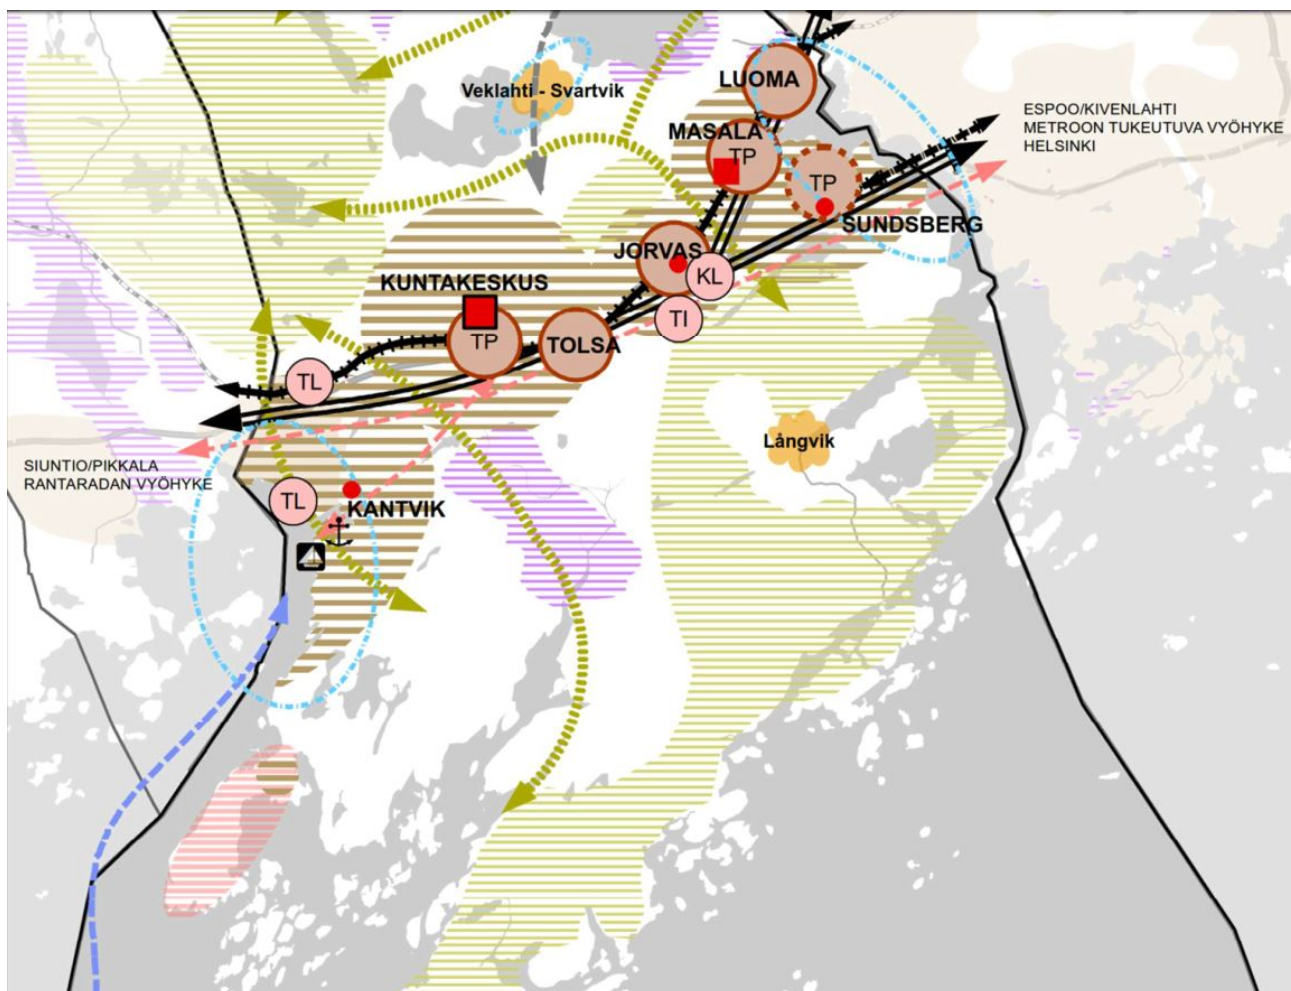 LUOMA
Veklahti - Svartvik
ESPOO/KIVENLAHTI
METROON TUKEUTUVA VYÖHYKE
HELSINKI
MASALA
TP
TP
SUNDSBERG
JORVAS
KL
KUNTAKESKUS
TI
TP
TOLSA
TL
Långvik
SIUNTIO/PIKKALA
RANTARADAN VYÖHYKE
TL
KANTVIK